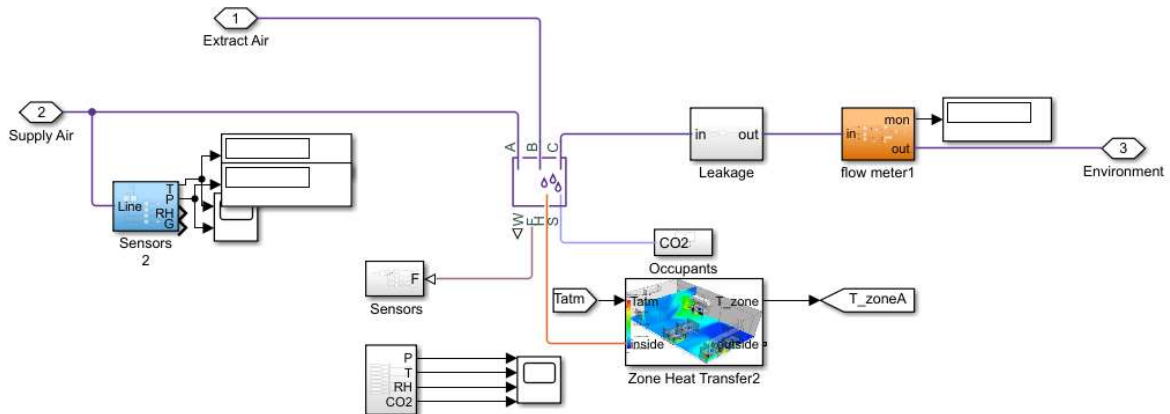 1
Extract Air
2
Supply Air
Line
T
P
RH
G
Sensors
2
A
B
C
W
F
H
S
in
out
Leakage
in
mon
out
flow meter1
3
Environment
F
Sensors
CO2
Occupants
Tatm
Tatm
T_zone
inside
outside
T_zoneA
Zone Heat Transfer2
P
T
RH
CO2